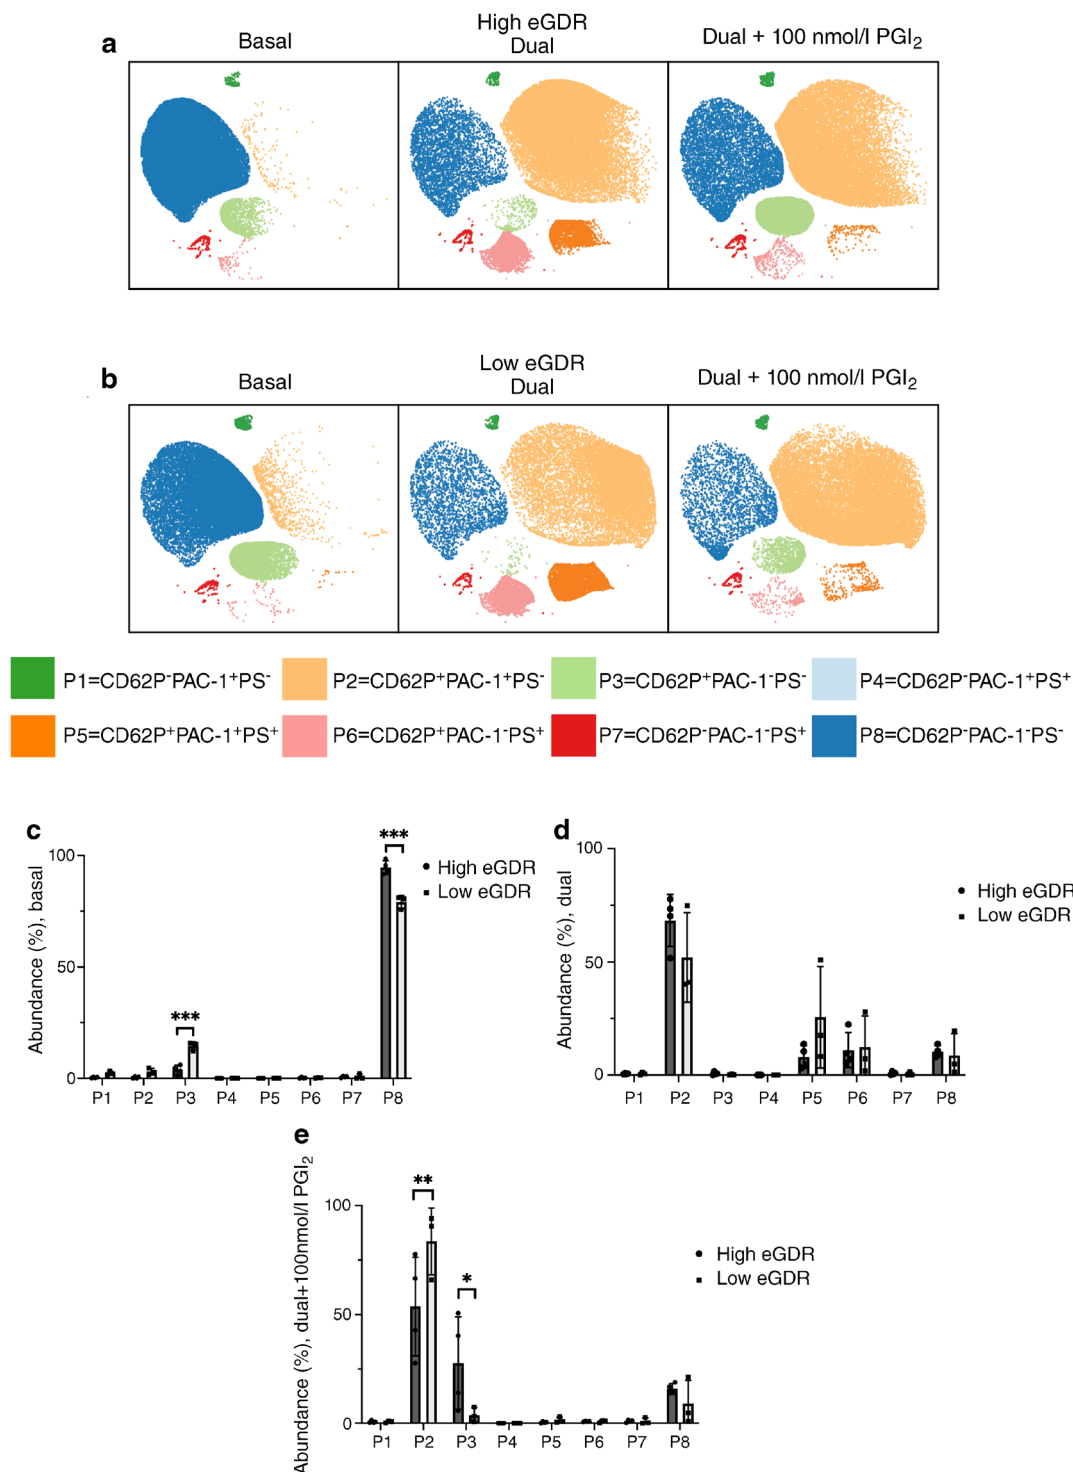 a
Basal
High eGDR
Dual
Dual + 100 nmol/l PGI₂
b
Basal
Low eGDR
Dual
Dual + 100 nmol/l PGI₂
P1=CD62P⁻PAC-1⁺PS⁻
P2=CD62P⁺PAC-1⁺PS⁻
P3=CD62P⁺PAC-1⁻PS⁻
P4=CD62P⁻PAC-1⁺PS⁺
P5=CD62P⁺PAC-1⁺PS⁺
P6=CD62P⁺PAC-1⁻PS⁺
P7=CD62P⁻PAC-1⁻PS⁺
P8=CD62P⁻PAC-1⁻PS⁻
c
Abundance (%), basal
100
50
0
***
***
High eGDR
Low eGDR
P1 P2 P3 P4 P5 P6 P7 P8
d
Abundance (%), dual
100
50
0
High eGDR
Low eGDR
P1 P2 P3 P4 P5 P6 P7 P8
e
Abundance (%), dual+100nmol/l PGI₂
100
50
0
**
*
High eGDR
Low eGDR
P1 P2 P3 P4 P5 P6 P7 P8